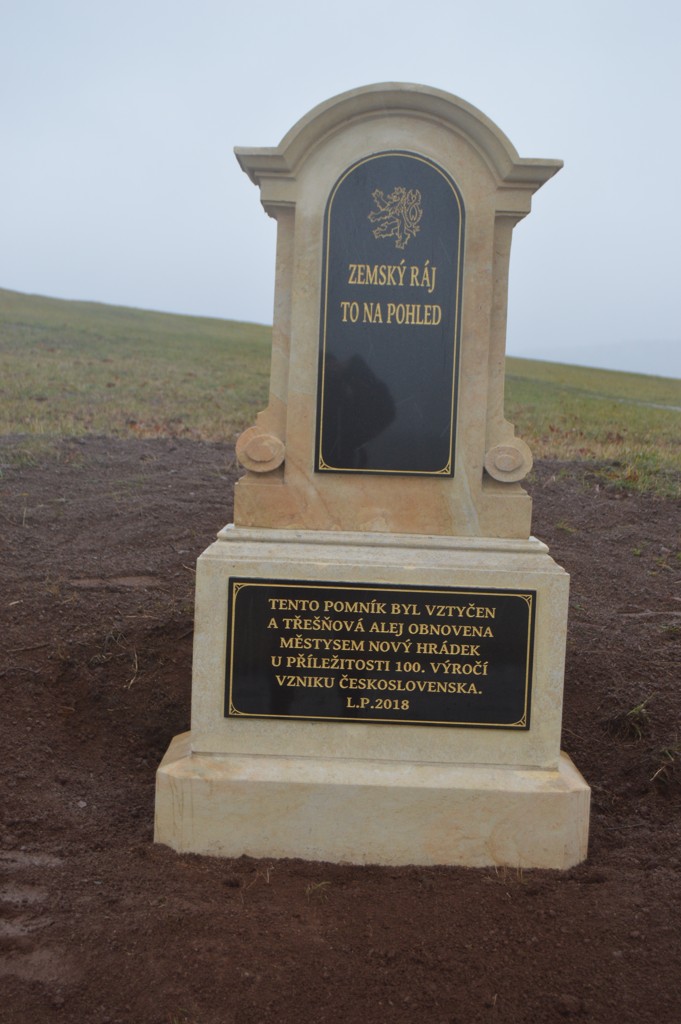 ZEMSKÝ RÁJ
TO NA POHLED
TENTO POMNÍK BYL VZTYČEN
A TŘEŠŇOVÁ ALEJ OBNOVENA
MĚSTYSEM NOVÝ HRÁDEK
U PŘÍLEŽITOSTI 100. VÝROČÍ
VZNIKU ČESKOSLOVENSKA.
L.P.2018